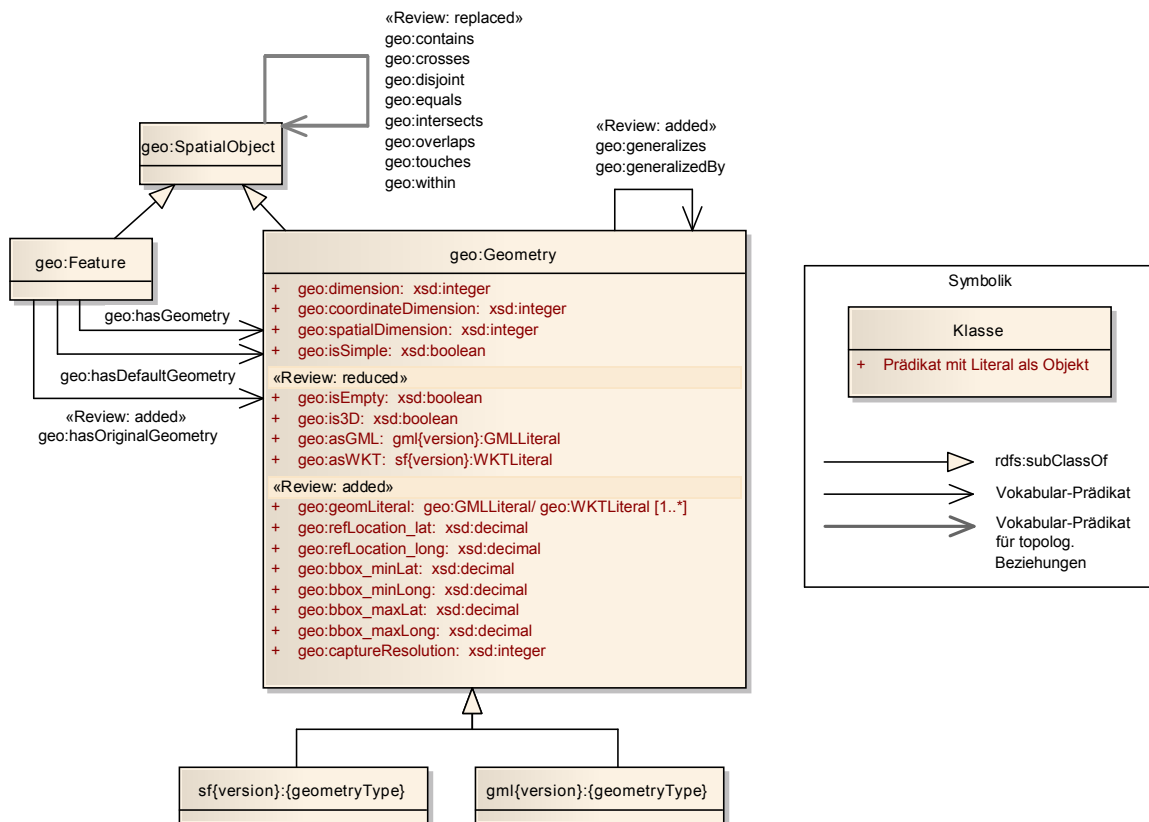 «Review: replaced»
geo:contains
geo:crosses
geo:disjoint
geo:equals
geo:intersects
geo:overlaps
geo:touches
geo:within
geo:SpatialObject
«Review: added»
geo:generalizes
geo:generalizedBy
geo:Feature
geo:hasGeometry
geo:hasDefaultGeometry
«Review: added»
geo:hasOriginalGeometry
geo:Geometry
+ geo:dimension: xsd:integer
+ geo:coordinateDimension: xsd:integer
+ geo:spatialDimension: xsd:integer
+ geo:isSimple: xsd:boolean
«Review: reduced»
+ geo:isEmpty: xsd:boolean
+ geo:is3D: xsd:boolean
+ geo:asGML: gml{version}:GMLLiteral
+ geo:asWKT: sf{version}:WKTLiteral
«Review: added»
+ geo:geomLiteral: geo:GMLLiteral/ geo:WKTLiteral [1..*]
+ geo:refLocation_lat: xsd:decimal
+ geo:refLocation_long: xsd:decimal
+ geo:bbox_minLat: xsd:decimal
+ geo:bbox_minLong: xsd:decimal
+ geo:bbox_maxLat: xsd:decimal
+ geo:bbox_maxLong: xsd:decimal
+ geo:captureResolution: xsd:integer
sf{version}:{geometryType}
gml{version}:{geometryType}
Symbolik
Klasse
+ Prädikat mit Literal als Objekt
rdfs:subClassOf
Vokabular-Prädikat
Vokabular-Prädikat
für topolog.
Beziehungen